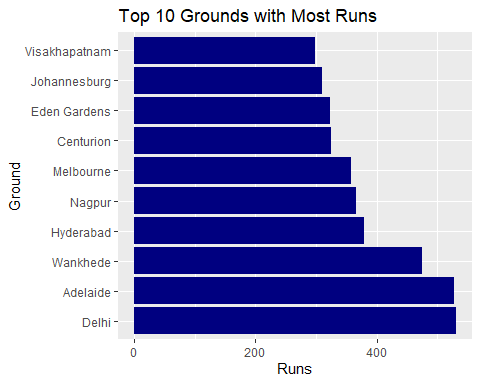 Top 10 Grounds with Most Runs
Ground
Visakhapatnam
Johannesburg
Eden Gardens
Centurion
Melbourne
Nagpur
Hyderabad
Wankhede
Adelaide
Delhi
0 200 400
Runs